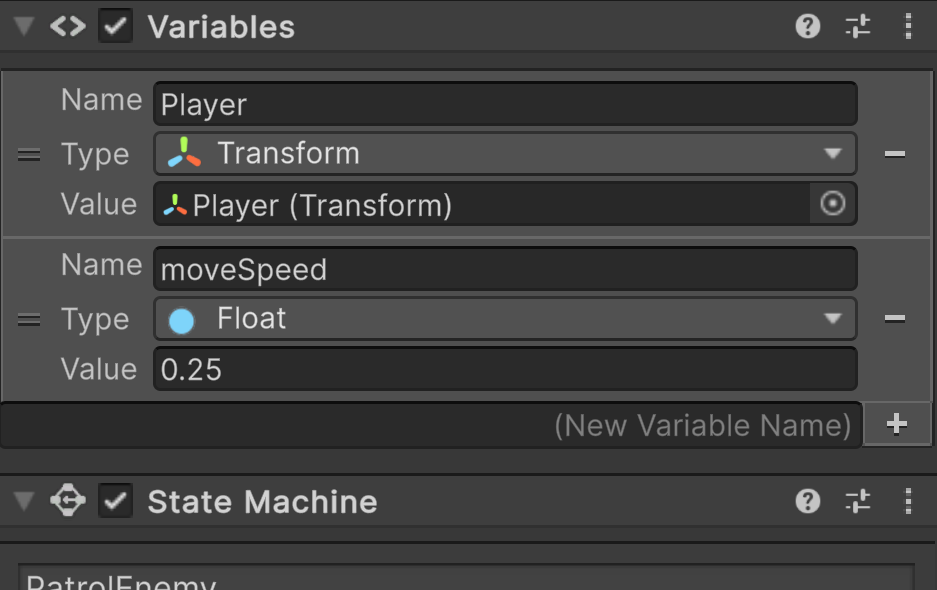 Variables
Name Player
Type Transform
Value Player (Transform)
Name moveSpeed
Type Float
Value 0.25
(New Variable Name)
State Machine
PatrolEnemy